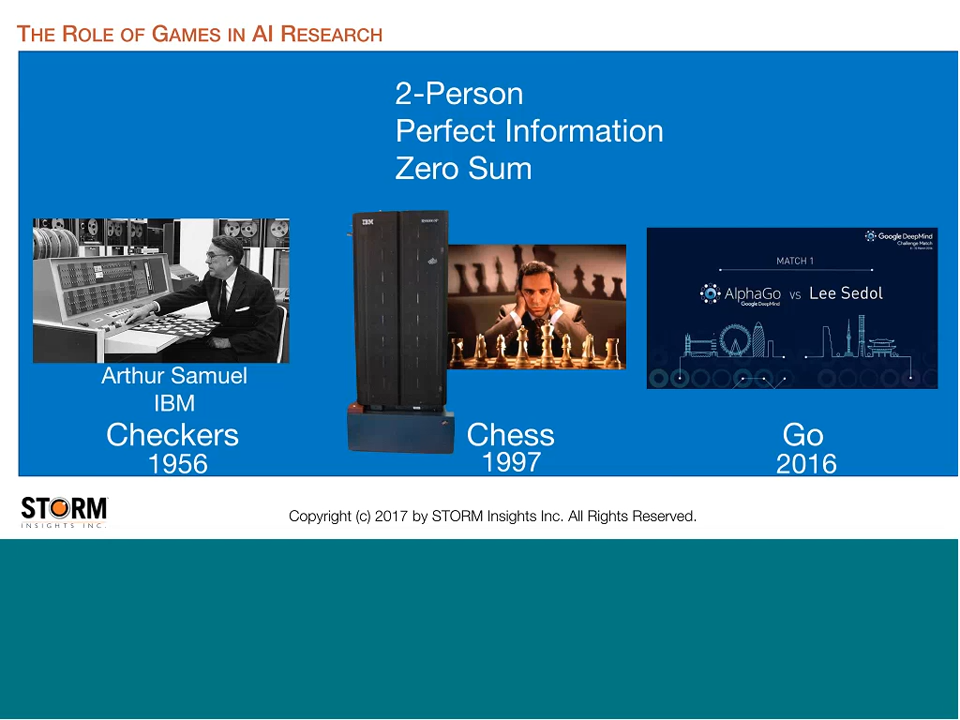 THE ROLE OF GAMES IN AI RESEARCH
2-Person
Perfect Information
Zero Sum
IBM
Google DeepMind
Challenge Match
MATCH 1
AlphaGo vs Lee Sedol
Google DeepMind
Arthur Samuel
IBM
Checkers
1956
Chess
1997
Go
2016
STORM
INSIGHTS INC.
Copyright (c) 2017 by STORM Insights Inc. All Rights Reserved.